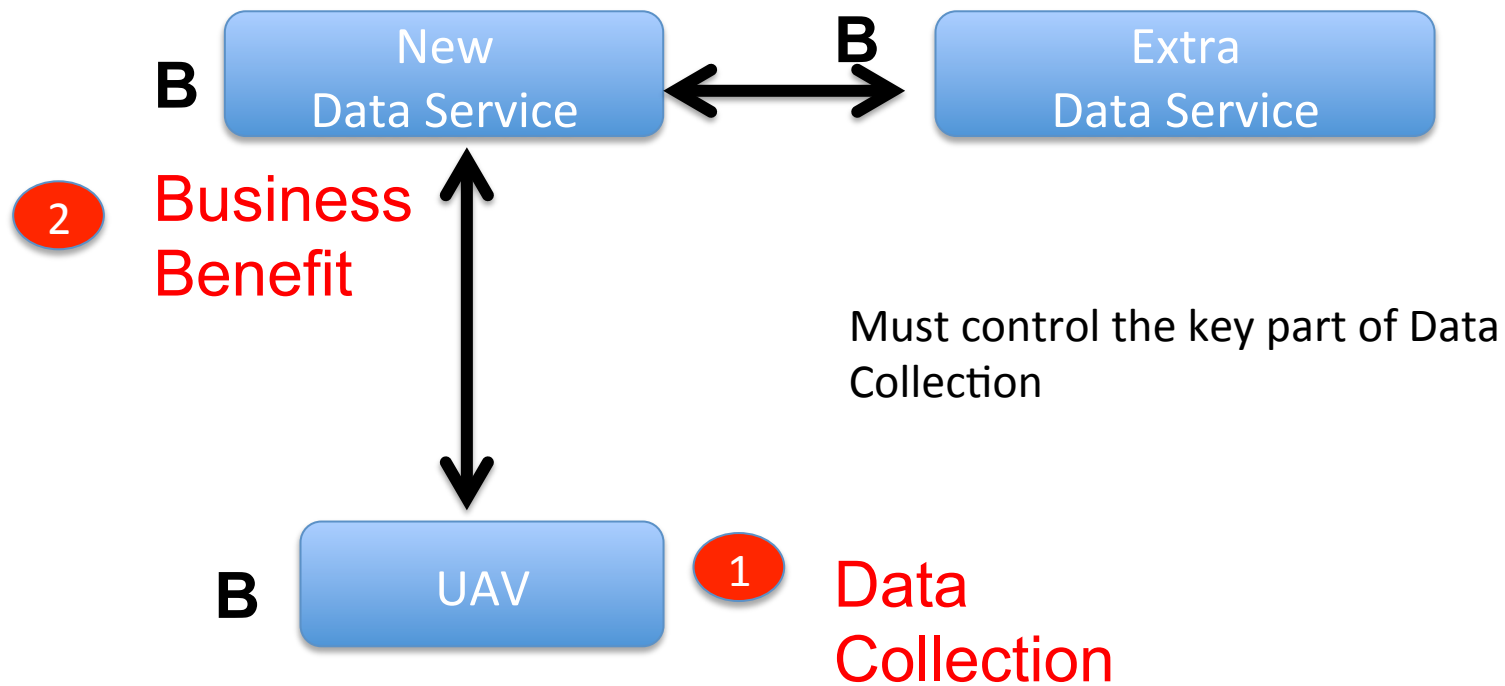 B
New
Data Service
B
Extra
Data Service
2
Business
Benefit
Must control the key part of Data
Collection
B
UAV
1
Data
Collection